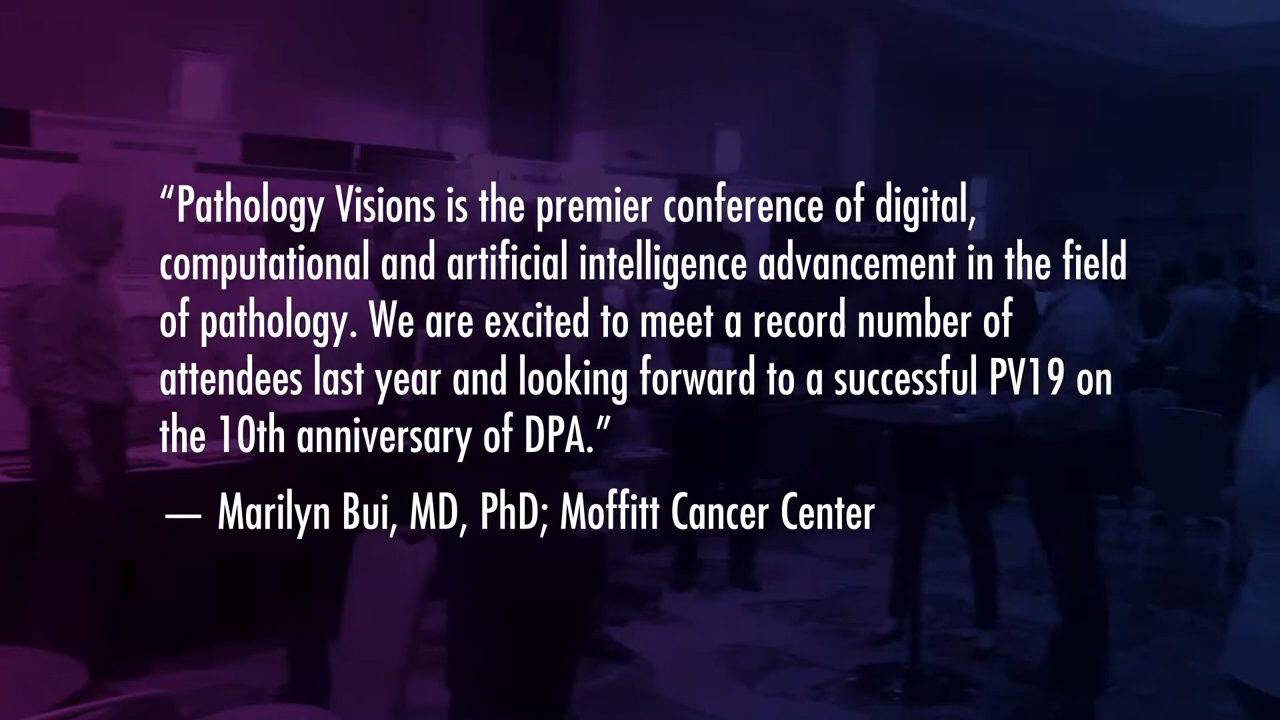 “Pathology Visions is the premier conference of digital,
computational and artificial intelligence advancement in the field
of pathology. We are excited to meet a record number of
attendees last year and looking forward to a successful PV19 on
the 10th anniversary of DPA.”
— Marilyn Bui, MD, PhD; Moffitt Cancer Center